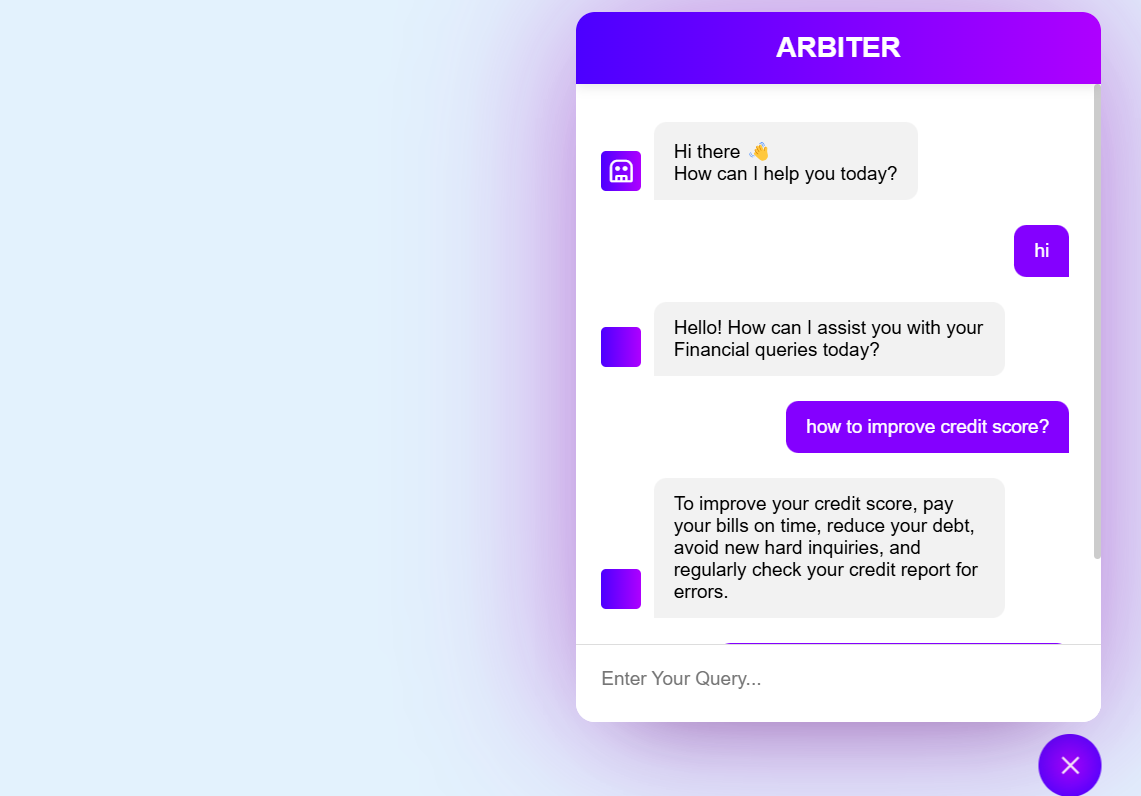 ARBITER
Hi there 👋
How can I help you today?
hi
Hello! How can I assist you with your
Financial queries today?
how to improve credit score?
To improve your credit score, pay
your bills on time, reduce your debt,
avoid new hard inquiries, and
regularly check your credit report for
errors.
Enter Your Query...